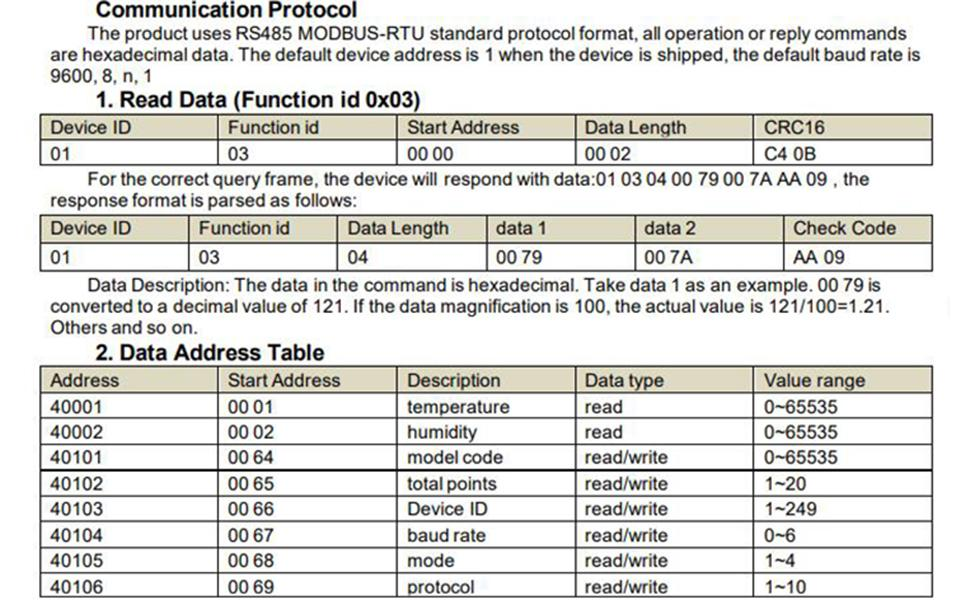 Communication Protocol
The product uses RS485 MODBUS-RTU standard protocol format, all operation or reply commands
are hexadecimal data. The default device address is 1 when the device is shipped, the default baud rate is
9600, 8, n, 1
1. Read Data (Function id 0x03)
Device ID Function id Start Address Data Length CRC16
01 03 00 00 00 02 C4 0B
For the correct query frame, the device will respond with data:01 03 04 00 79 00 7A AA 09 , the
response format is parsed as follows:
Device ID Function id Data Length data 1 data 2 Check Code
01 03 04 00 79 00 7A AA 09
Data Description: The data in the command is hexadecimal. Take data 1 as an example. 00 79 is
converted to a decimal value of 121. If the data magnification is 100, the actual value is 121/100=1.21.
Others and so on.
2. Data Address Table
Address Start Address Description Data type Value range
40001 00 01 temperature read 0~65535
40002 00 02 humidity read 0~65535
40101 00 64 model code read/write 0~65535
40102 00 65 total points read/write 1~20
40103 00 66 Device ID read/write 1~249
40104 00 67 baud rate read/write 0~6
40105 00 68 mode read/write 1~4
40106 00 69 protocol read/write 1~10